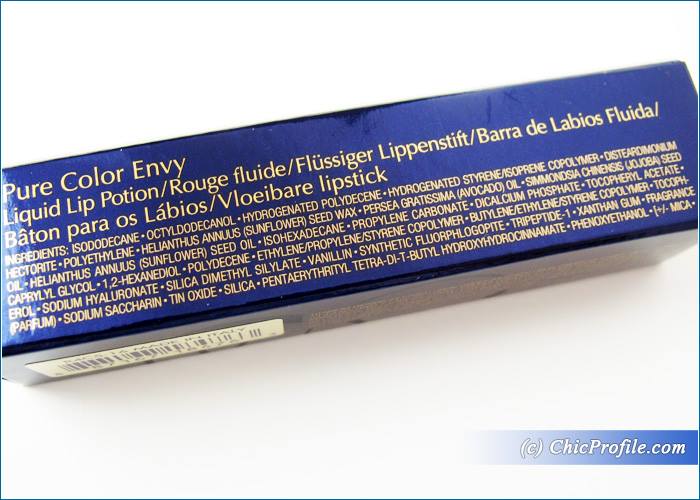 Pure Color Envy
Liquid Lip Potion/Rouge fluide/Flüssiger Lippenstift/Barra de Labios Fluida/
Bâton para os Lábios/Vloeibare lipstick
INGREDIENTS: ISODODECANE • OCTYLDODECANOL • HYDROGENATED POLYDECENE • HYDROGENATED STYRENE/ISOPRENE COPOLYMER • DISTEARDIMONIUM
HECTORITE • POLYETHYLENE • HELIANTHUS ANNUUS (SUNFLOWER) SEED WAX • PERSEA GRATISSIMA (AVOCADO) OIL • SIMMONDSIA CHINENSIS (JOJOBA) SEED
OIL • HELIANTHUS ANNUUS (SUNFLOWER) SEED OIL • ISOHEXADECANE • PROPYLENE CARBONATE • DICALCIUM PHOSPHATE • TOCOPHERYL ACETATE •
CAPRYLYL GLYCOL • 1,2-HEXANEDIOL • POLYDECENE • ETHYLENE/PROPYLENE/STYRENE COPOLYMER • BUTYLENE/ETHYLENE/STYRENE COPOLYMER • TOCOPH-
EROL • SODIUM HYALURONATE • SILICA DIMETHYL SILYLATE • VANILLIN • SYNTHETIC FLUORPHLOGOPITE • TRIPEPTIDE-1 • XANTHAN GUM • FRAGRANCE
(PARFUM) • SODIUM SACCHARIN • TIN OXIDE • SILICA • PENTAERYTHRITYL TETRA-DI-T-BUTYL HYDROXYHYDROCINNAMATE • PHENOXYETHANOL • [+/- MICA •
MADE IN ITALY
(c) ChicProfile.com